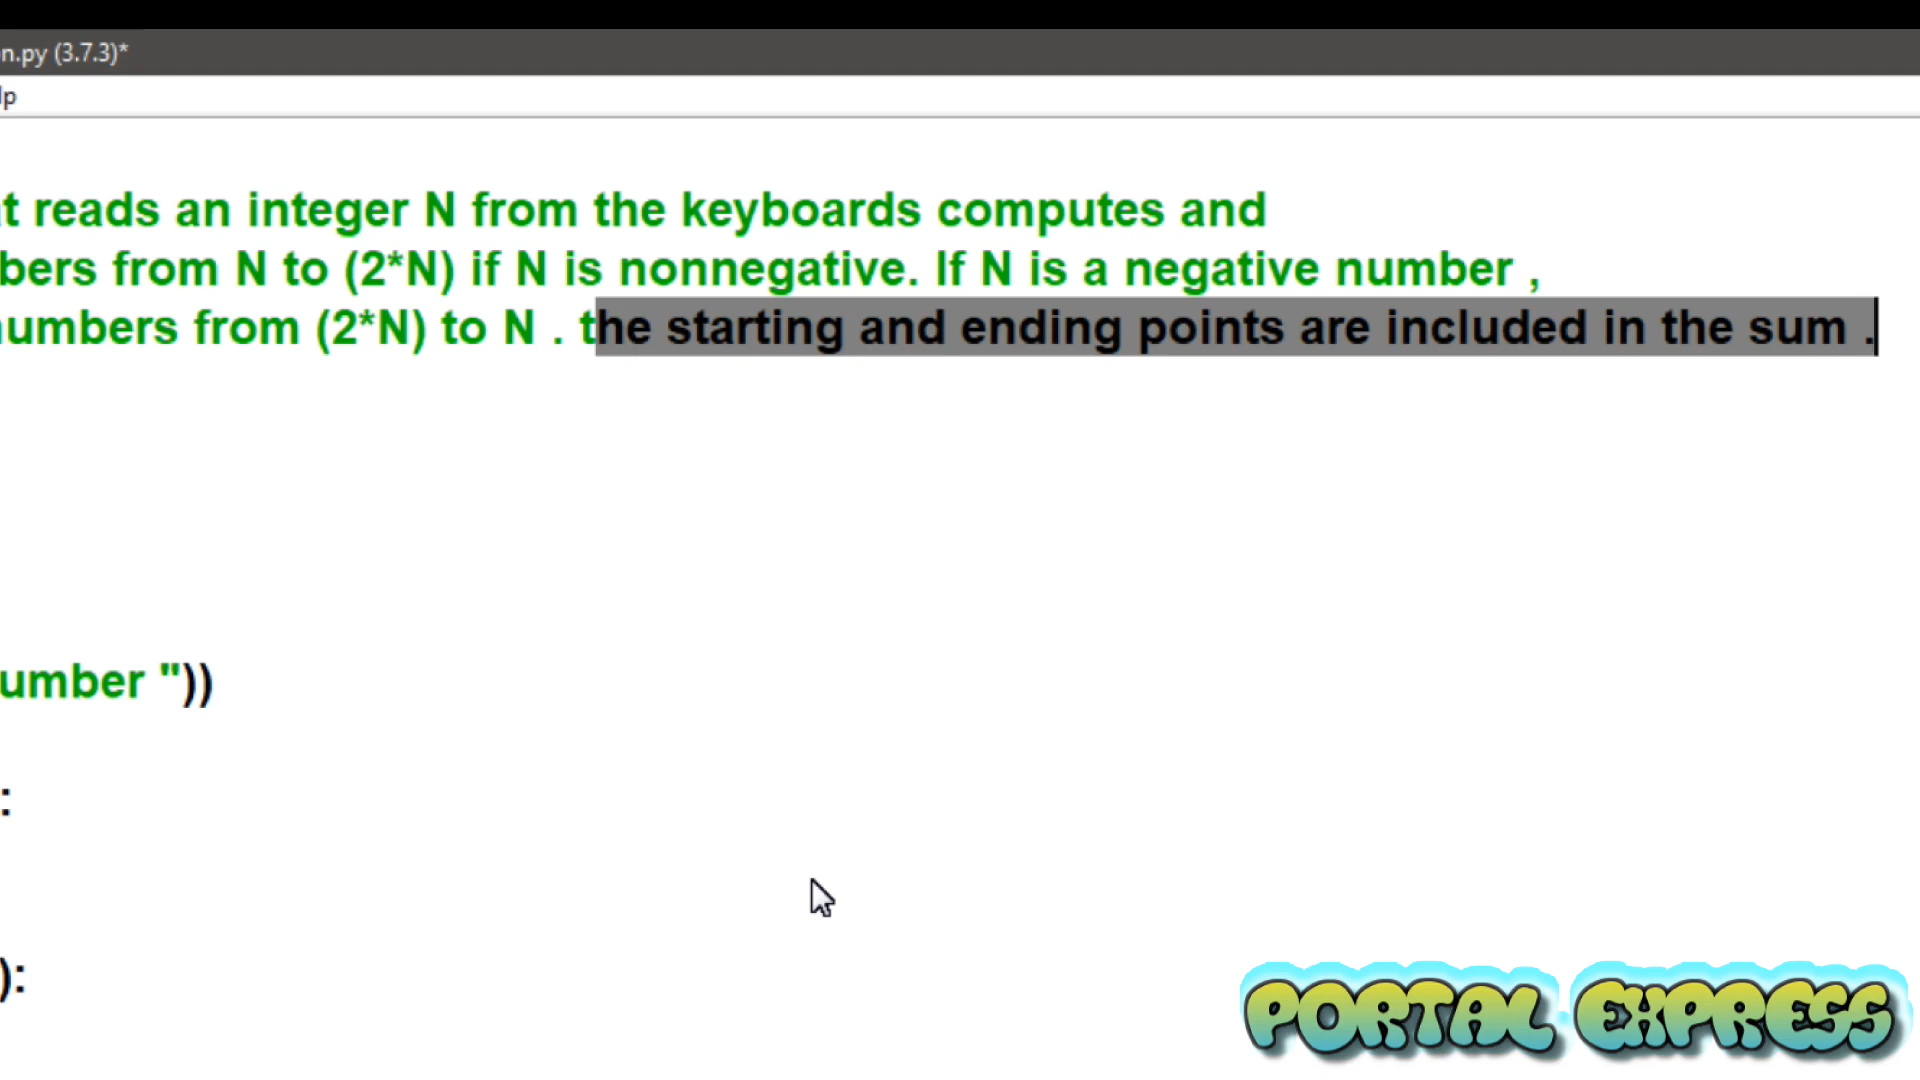 n.py (3.7.3)*
lp
t reads an integer N from the keyboards computes and
bers from N to (2*N) if N is nonnegative. If N is a negative number ,
umbers from (2*N) to N . the starting and ending points are included in the sum .
umber "))
:
):
PORTAL EXPRESS